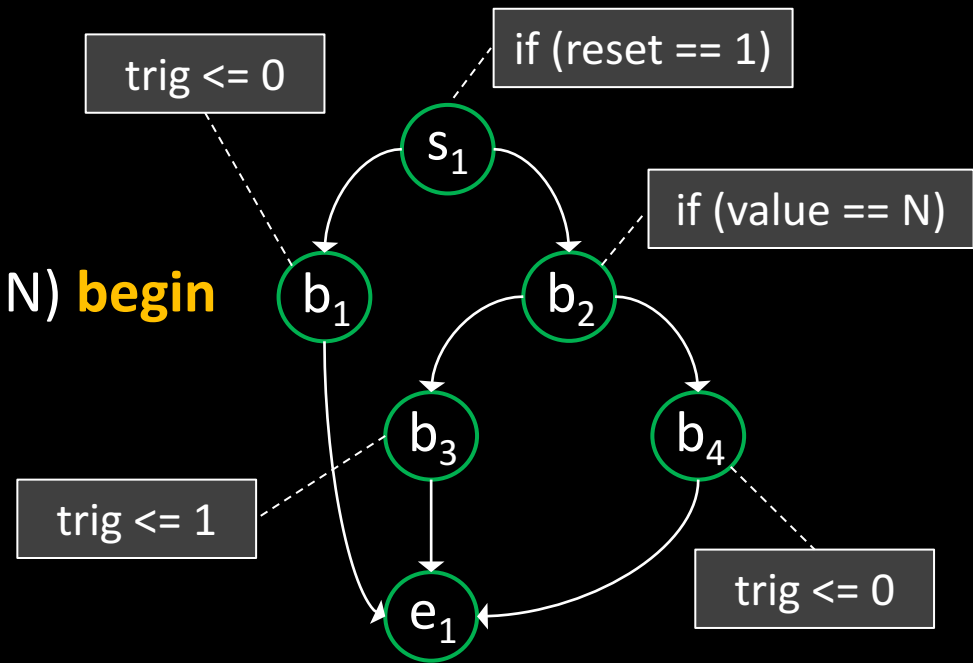 if (reset == 1)
trig <= 0
s₁
if (value == N)
N) begin
b₁
b₂
b₃
b₄
trig <= 1
trig <= 0
e₁